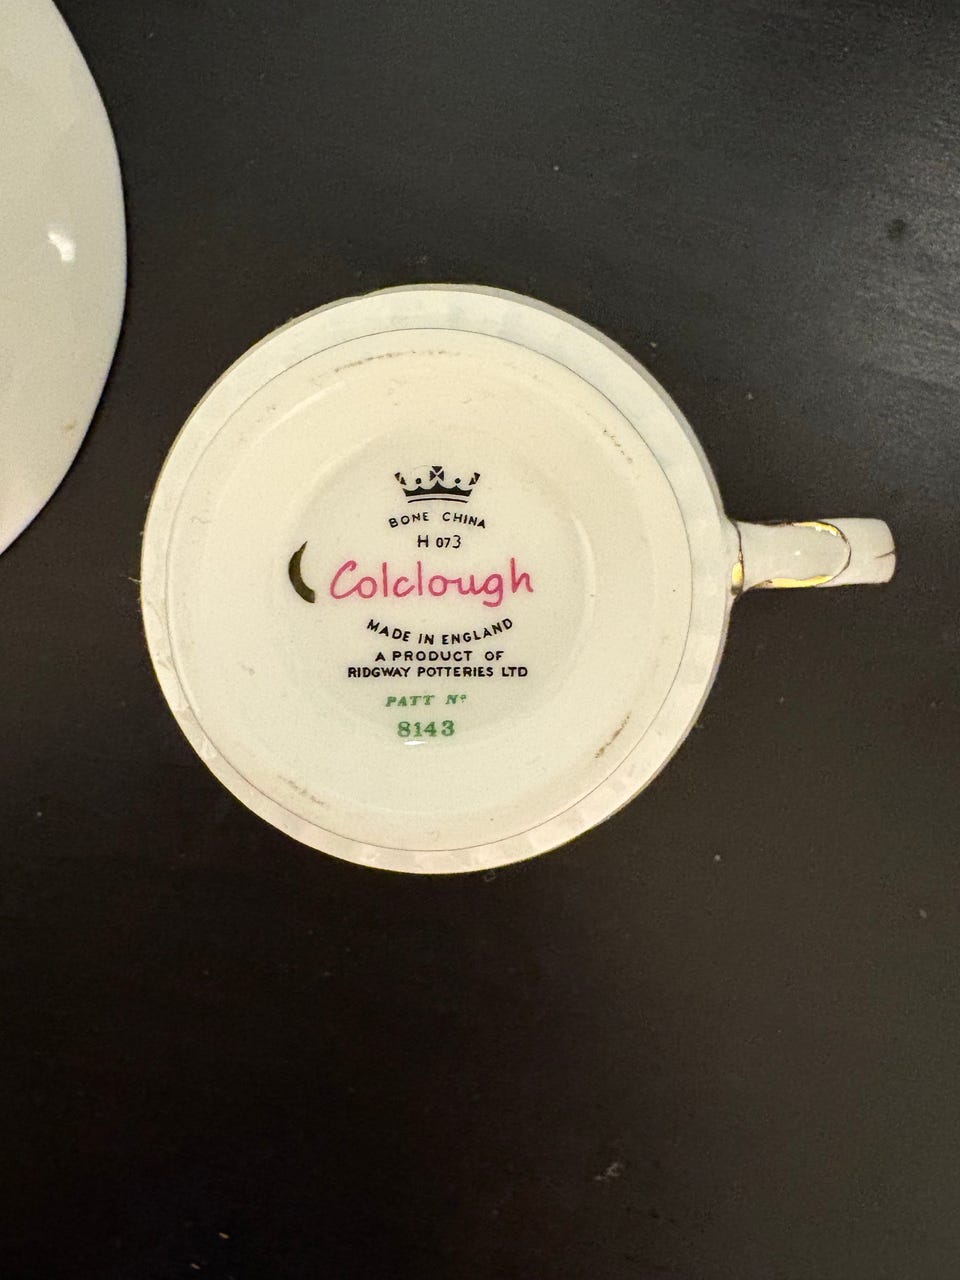 BONE CHINA
H 073
Colclough
MADE IN ENGLAND
A PRODUCT OF
RIDGWAY POTTERIES LTD
PATT Nº
8143